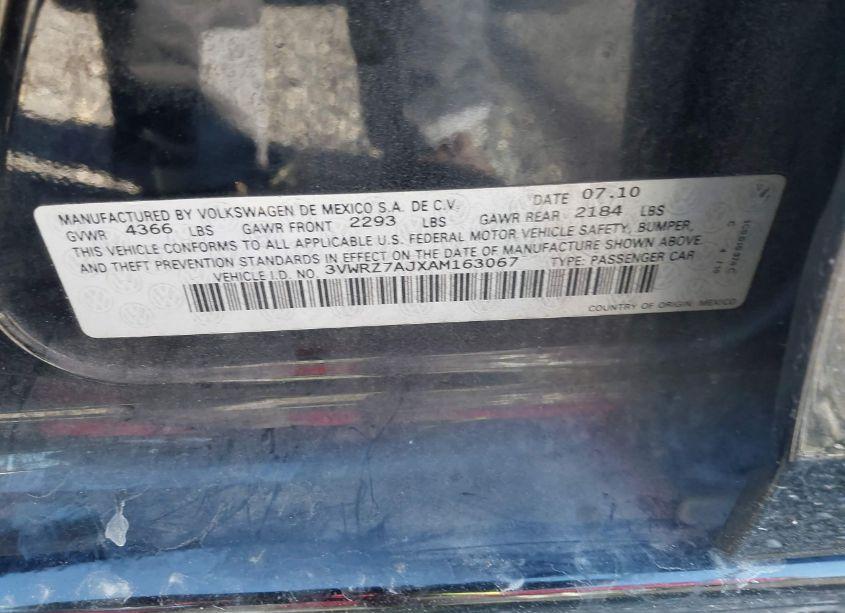 MANUFACTURED BY VOLKSWAGEN DE MEXICO S.A. DE C.V. DATE 07.10
GVWR 4366 LBS GAWR FRONT 2293 LBS GAWR REAR 2184 LBS
THIS VEHICLE CONFORMS TO ALL APPLICABLE U.S. FEDERAL MOTOR VEHICLE SAFETY, BUMPER,
AND THEFT PREVENTION STANDARDS IN EFFECT ON THE DATE OF MANUFACTURE SHOWN ABOVE
VEHICLE I.D. NO. 3VWRZ7AJXAM163067 TYPE: PASSENGER CAR
COUNTRY OF ORIGIN: MEXICO